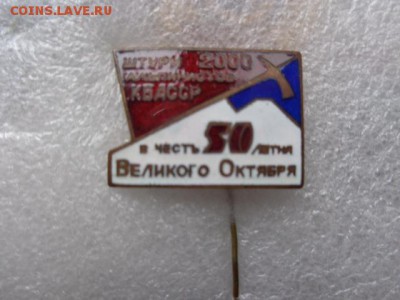 COINS.LAVE.RU
ШТУРМ 2000
КБАССР
В ЧЕСТЬ 50 ЛЕТИЯ
ВЕЛИКОГО ОКТЯБРЯ